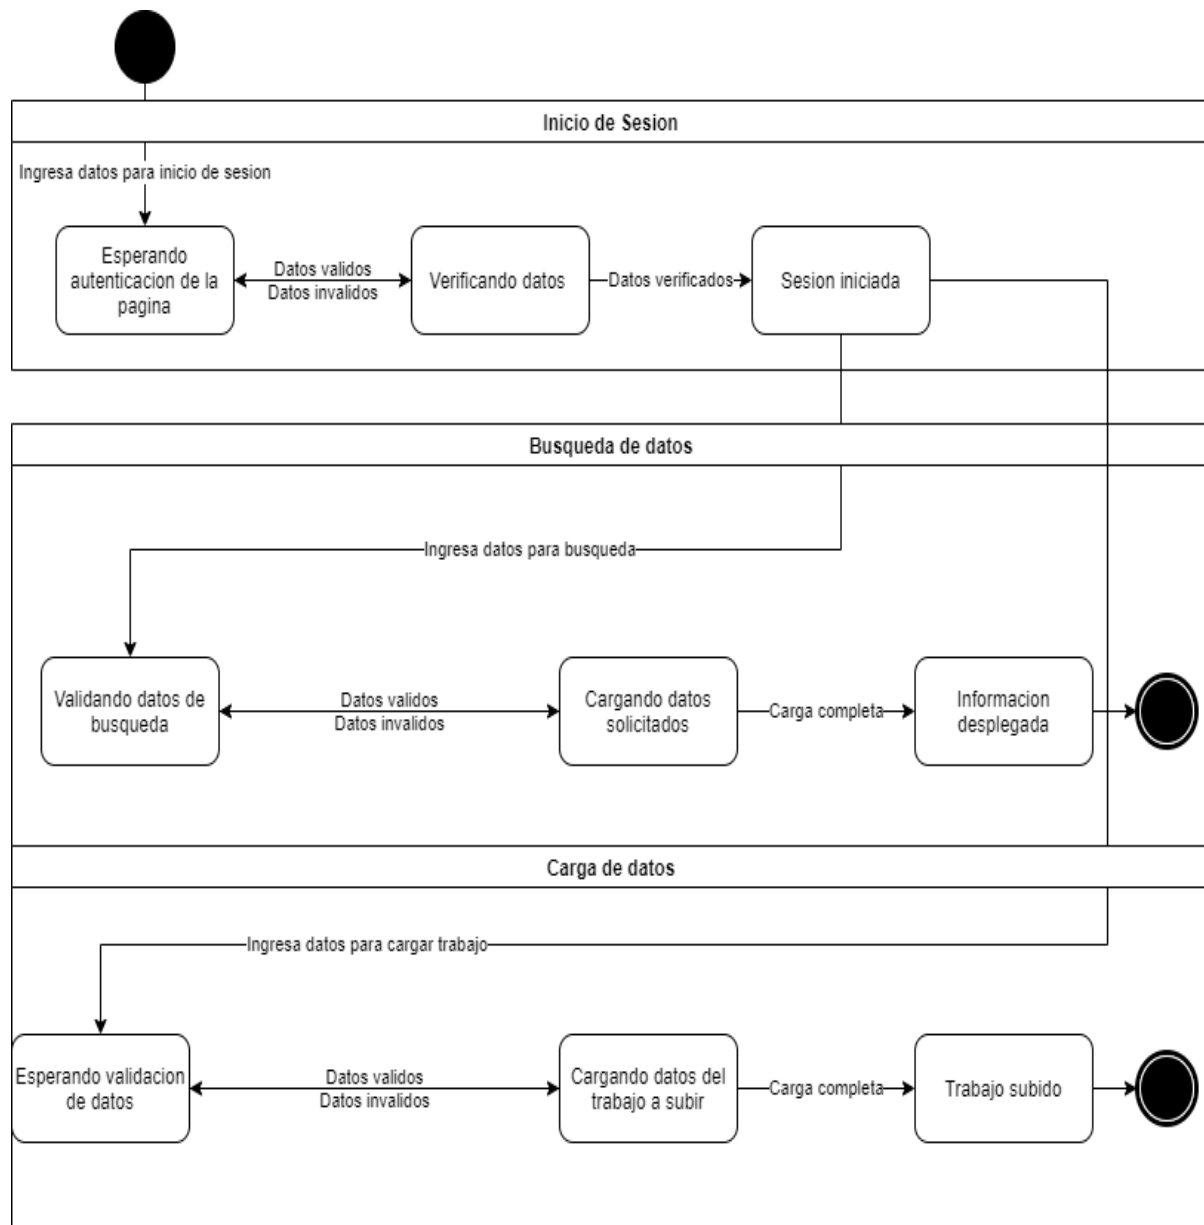 Inicio de Sesion
Ingresa datos para inicio de sesion
Esperando
autenticacion de la
pagina
Datos validos
Datos invalidos
Verificando datos
Datos verificados
Sesion iniciada
Busqueda de datos
Ingresa datos para busqueda
Validando datos de
busqueda
Datos validos
Datos invalidos
Cargando datos
solicitados
Carga completa
Informacion
desplegada
Carga de datos
Ingresa datos para cargar trabajo
Esperando validacion
de datos
Datos validos
Datos invalidos
Cargando datos del
trabajo a subir
Carga completa
Trabajo subido